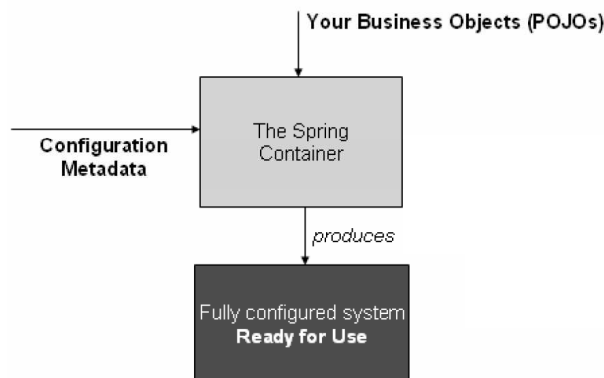 Your Business Objects (POJOs)
The Spring
Container
Configuration
Metadata
produces
Fully configured system
Ready for Use